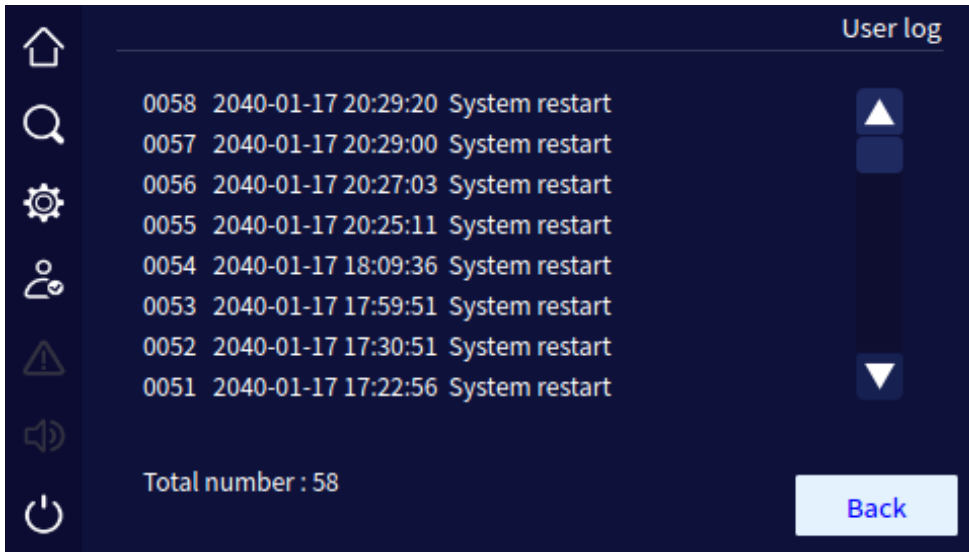 User log
0058 2040-01-17 20:29:20 System restart
0057 2040-01-17 20:29:00 System restart
0056 2040-01-17 20:27:03 System restart
0055 2040-01-17 20:25:11 System restart
0054 2040-01-17 18:09:36 System restart
0053 2040-01-17 17:59:51 System restart
0052 2040-01-17 17:30:51 System restart
0051 2040-01-17 17:22:56 System restart
Total number : 58
Back